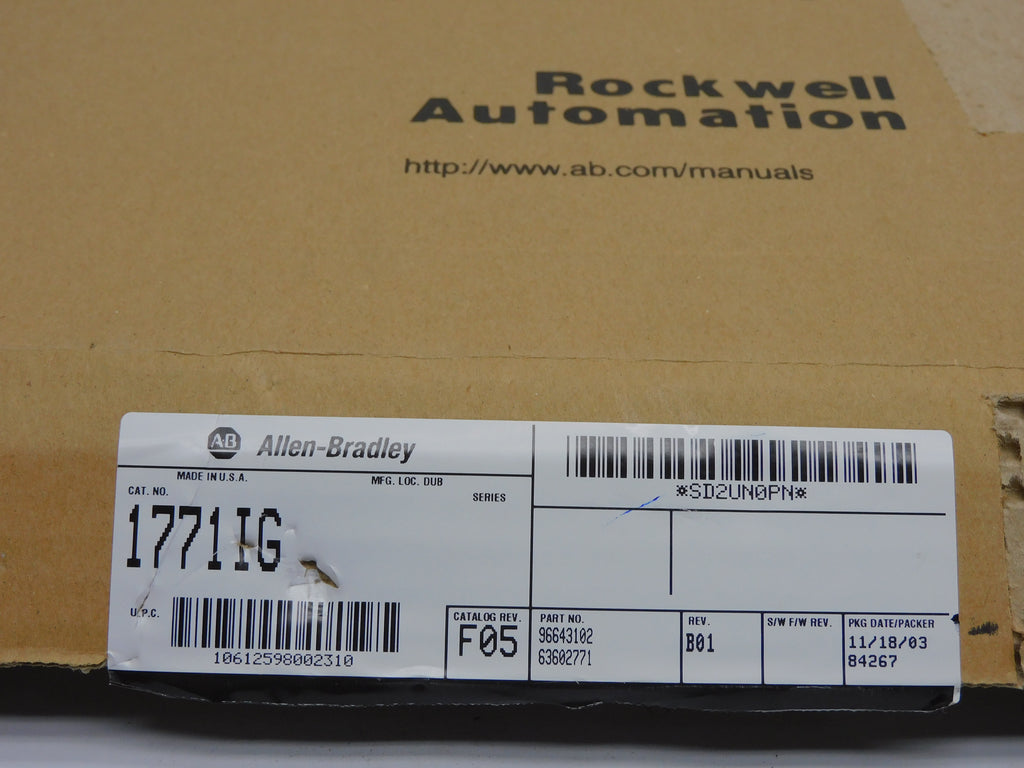 Rockwell
Automation
http://www.ab.com/manuals
AB Allen-Bradley
MADE IN U.S.A.
MFG. LOC. DUB
CAT. NO.
SERIES
1771IG
U.P.C.
10612598002310
CATALOG REV.
F05
*SD2UN0PN*
PART NO.
96643102
63602771
REV.
B01
S/W F/W REV.
PKG DATE/PACKER
11/18/03
84267